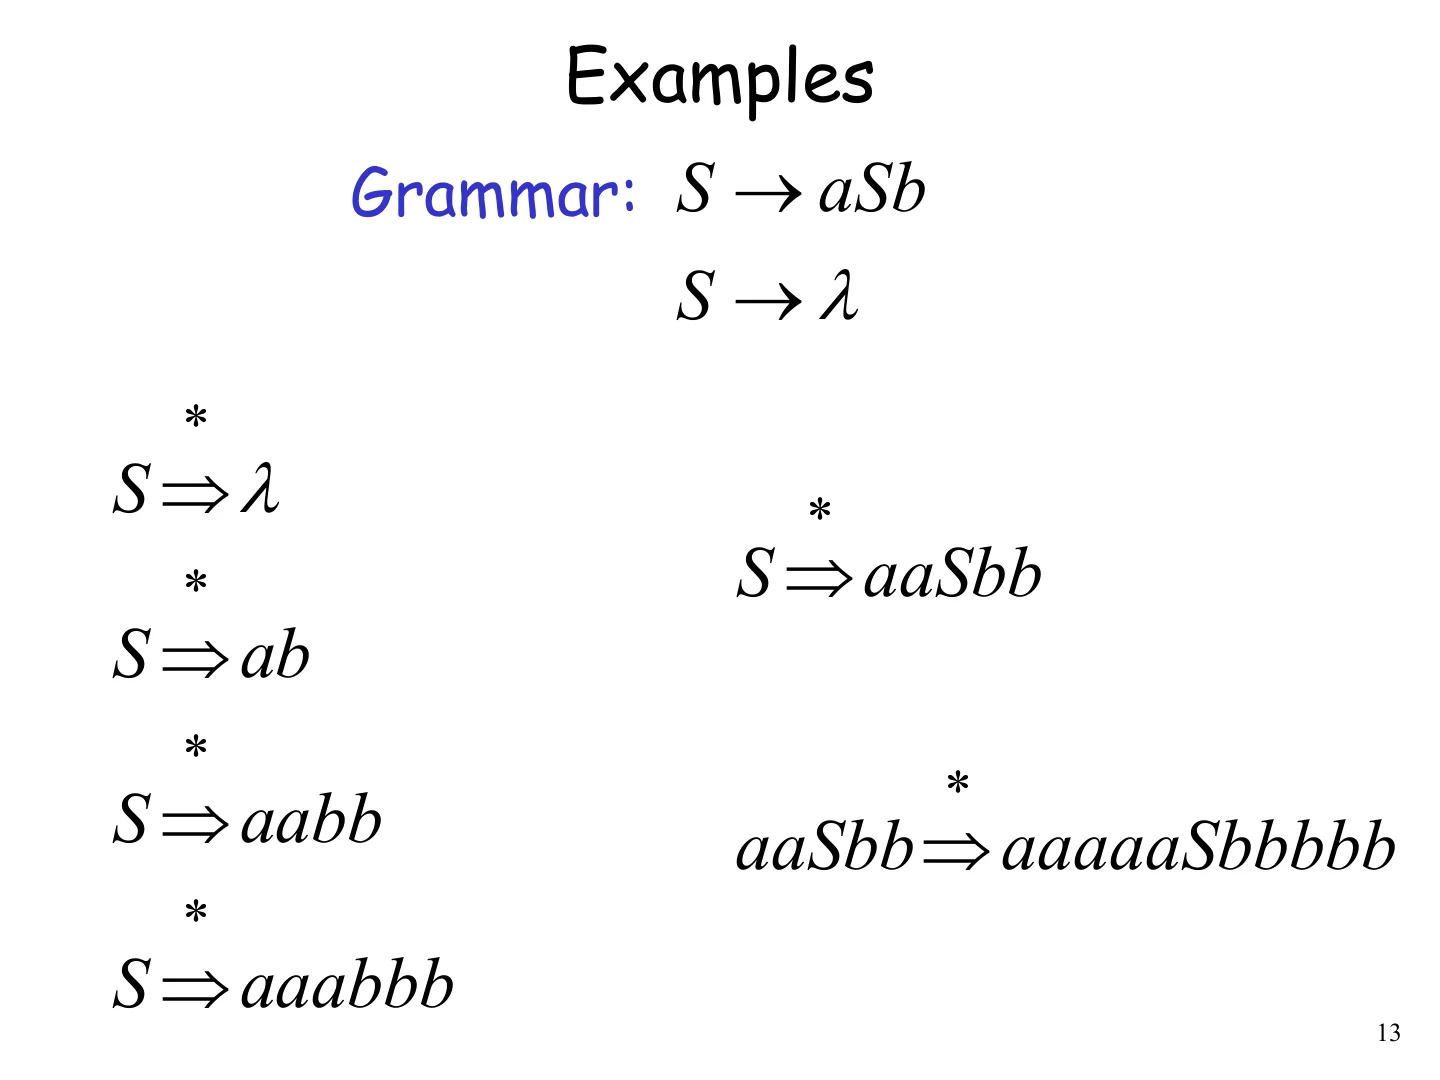 Examples
Grammar: S → aSb
S → λ
*
S ⇒ λ
*
S ⇒ ab
*
S ⇒ aabb
*
S ⇒ aaabbb
*
S ⇒ aaSbb
*
aaSbb ⇒ aaaaaSbbbbb
13